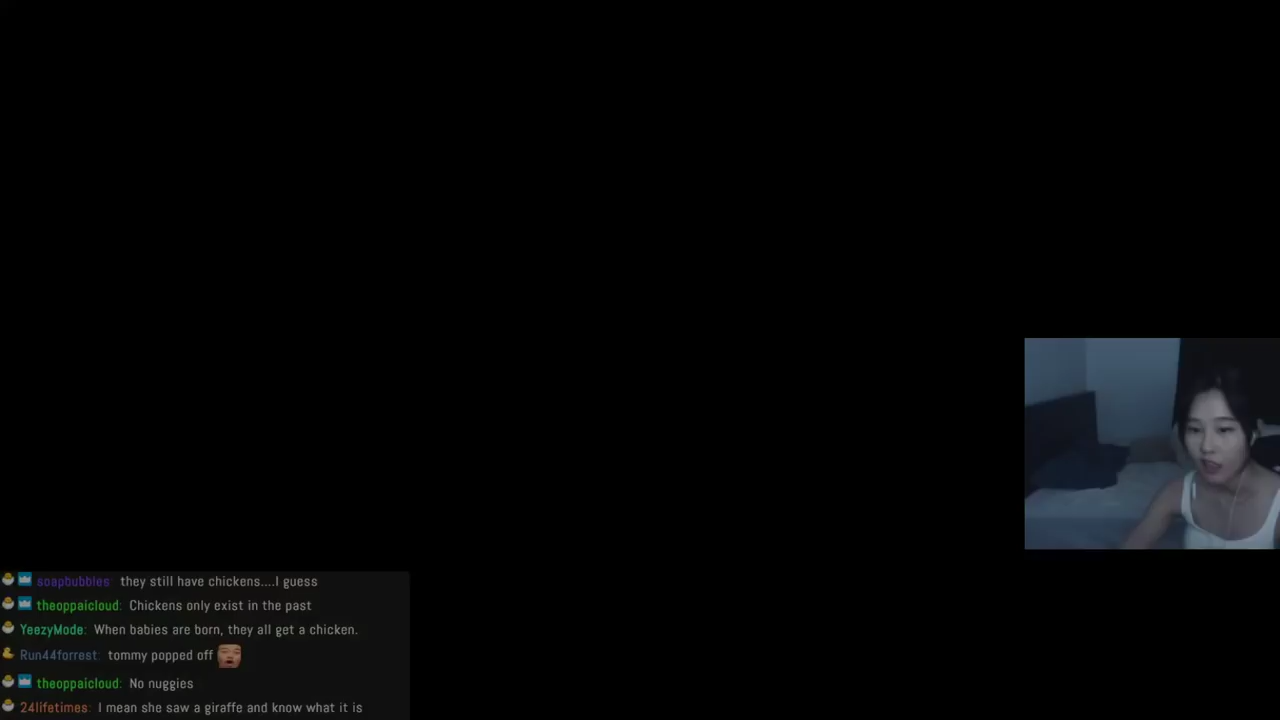 soapbubbles: they still have chickens....I guess
theoppaicloud: Chickens only exist in the past
YeezyMode: When babies are born, they all get a chicken.
Run44forrest: tommy popped off
theoppaicloud: No nuggies
24lifetimes: I mean she saw a giraffe and know what it is